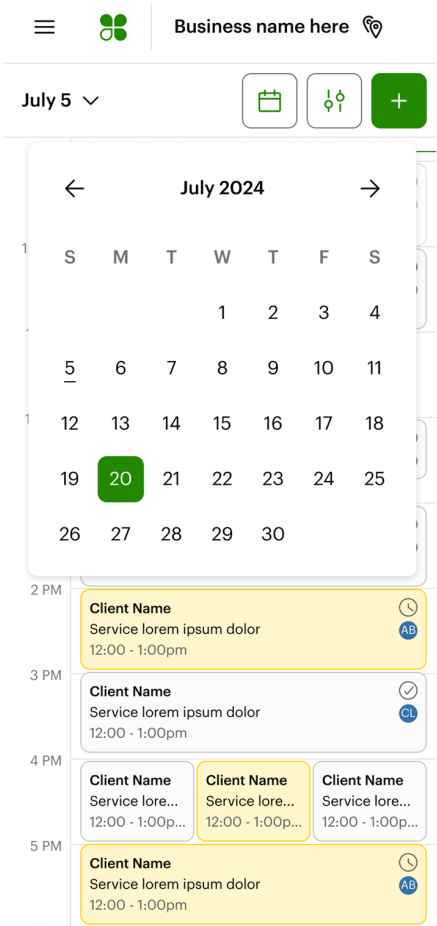 Business name here
July 5
July 2024
S M T W T F S
1 2 3 4
5 6 7 8 9 10 11
12 13 14 15 16 17 18
19 20 21 22 23 24 25
26 27 28 29 30
2 PM
Client Name
Service lorem ipsum dolor
AB
12:00 - 1:00pm
3 PM
Client Name
Service lorem ipsum dolor
CL
12:00 - 1:00pm
4 PM
Client Name Client Name Client Name
Service lore... Service lore... Service lore...
12:00 - 1:00p... 12:00 - 1:00p... 12:00 - 1:00p...
5 PM
Client Name
Service lorem ipsum dolor
AB
12:00 - 1:00pm